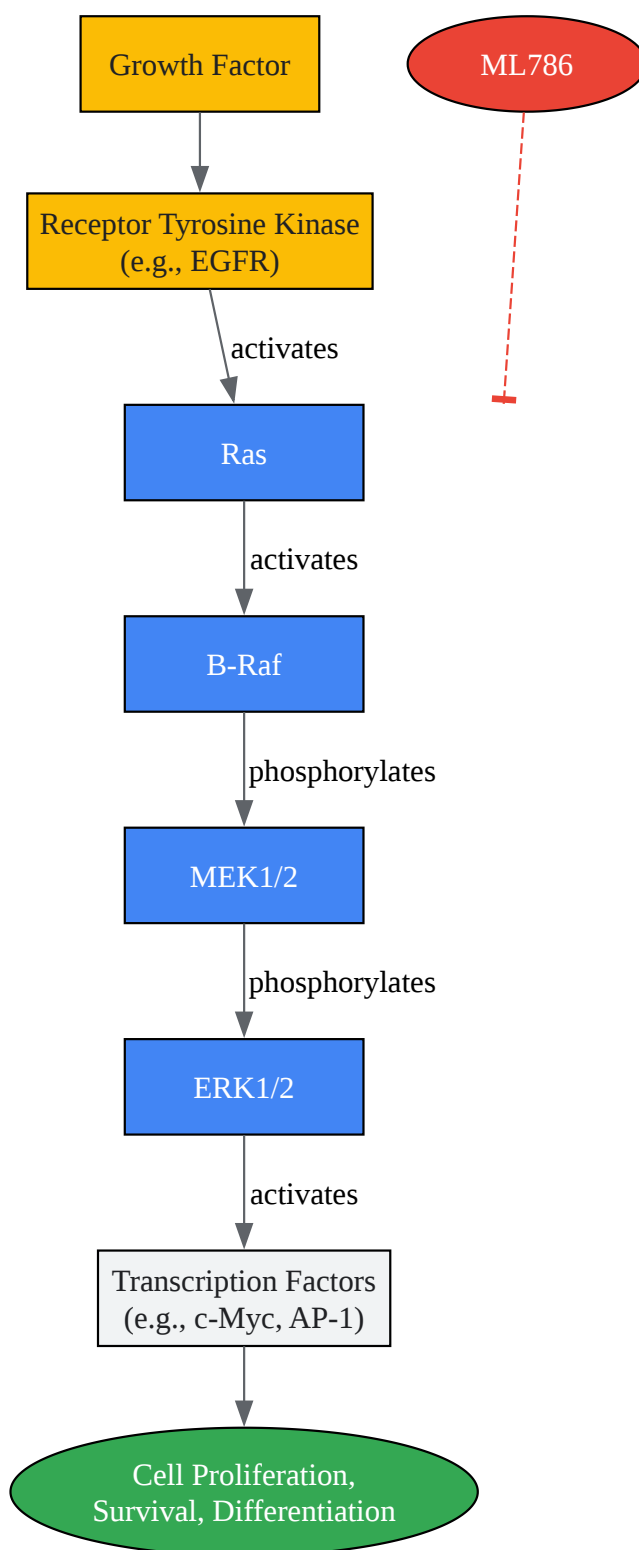 Growth Factor
ML786
Receptor Tyrosine Kinase
(e.g., EGFR)
activates
Ras
activates
B-Raf
phosphorylates
MEK1/2
phosphorylates
ERK1/2
activates
Transcription Factors
(e.g., c-Myc, AP-1)
Cell Proliferation,
Survival, Differentiation